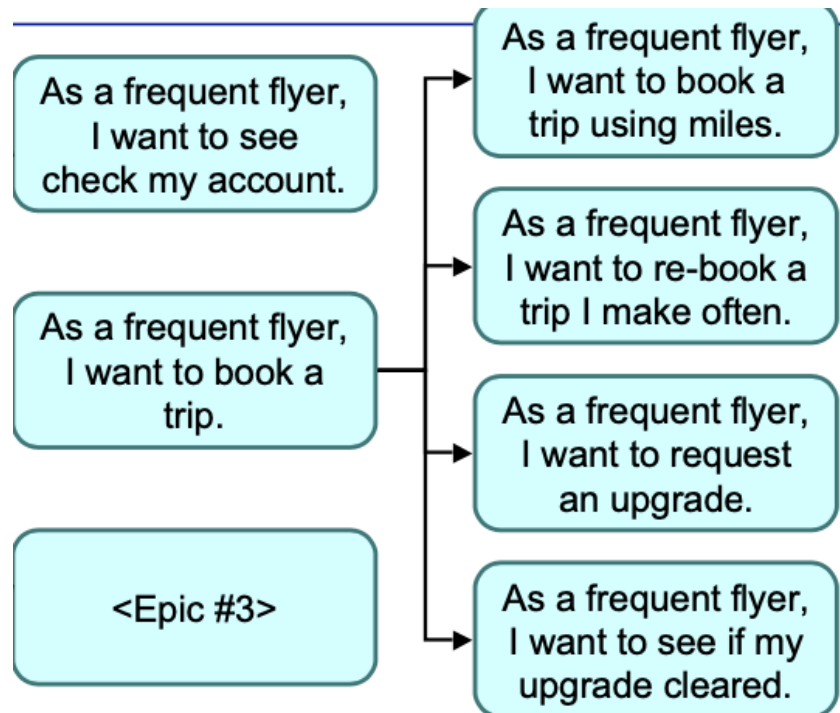 As a frequent flyer,
I want to see
check my account.
As a frequent flyer,
I want to book a
trip.
<Epic #3>
As a frequent flyer,
I want to book a
trip using miles.
As a frequent flyer,
I want to re-book a
trip I make often.
As a frequent flyer,
I want to request
an upgrade.
As a frequent flyer,
I want to see if my
upgrade cleared.